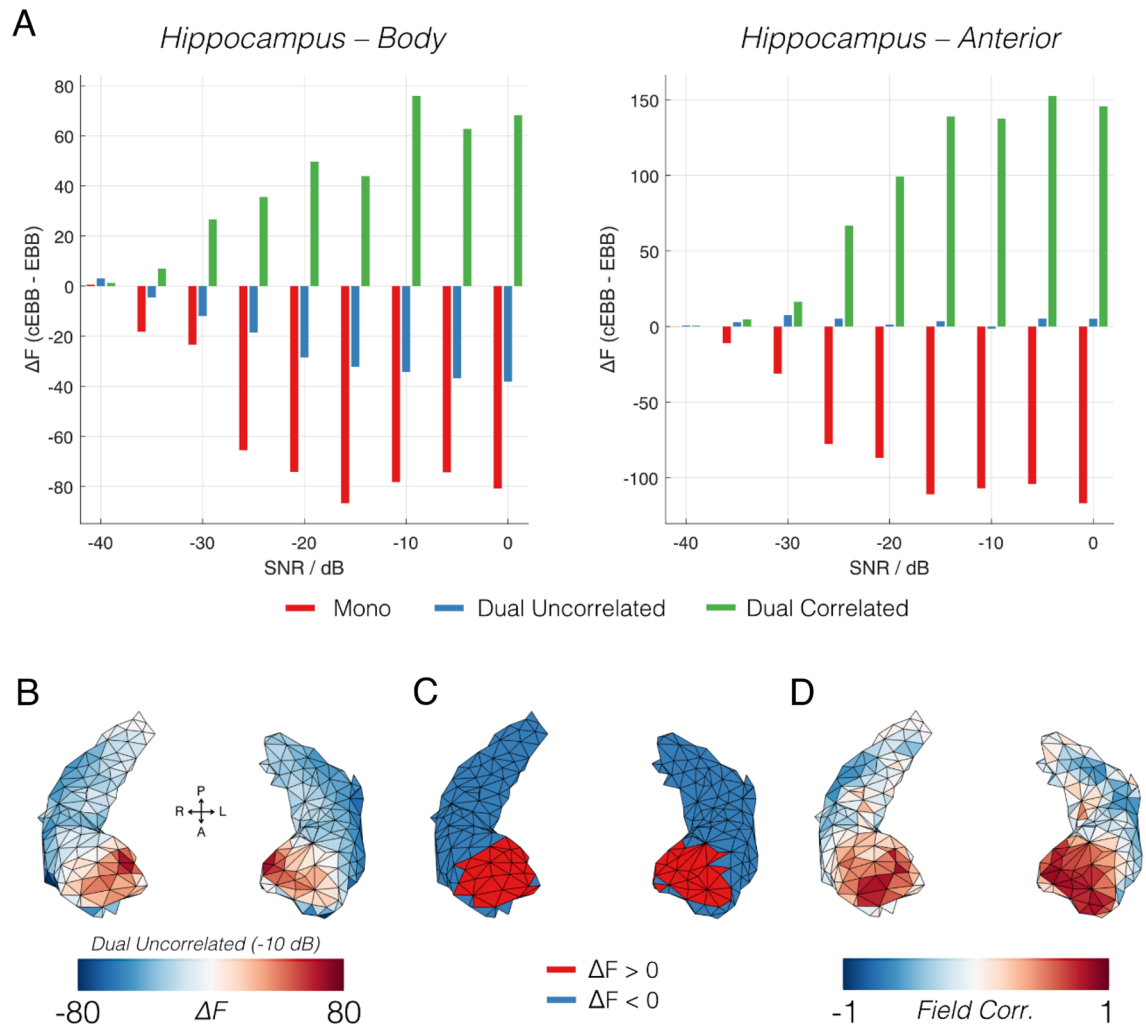 A
Hippocampus – Body
Hippocampus – Anterior
80
60
40
20
0
-20
-40
-60
-80
ΔF (cEBB - EBB)
-40
-30
-20
-10
0
SNR / dB
150
100
50
0
-50
-100
ΔF (cEBB - EBB)
-40
-30
-20
-10
0
SNR / dB
Mono
Dual Uncorrelated
Dual Correlated
B
C
D
P
R
L
A
Dual Uncorrelated (-10 dB)
-80
ΔF
80
ΔF > 0
ΔF < 0
-1
Field Corr.
1